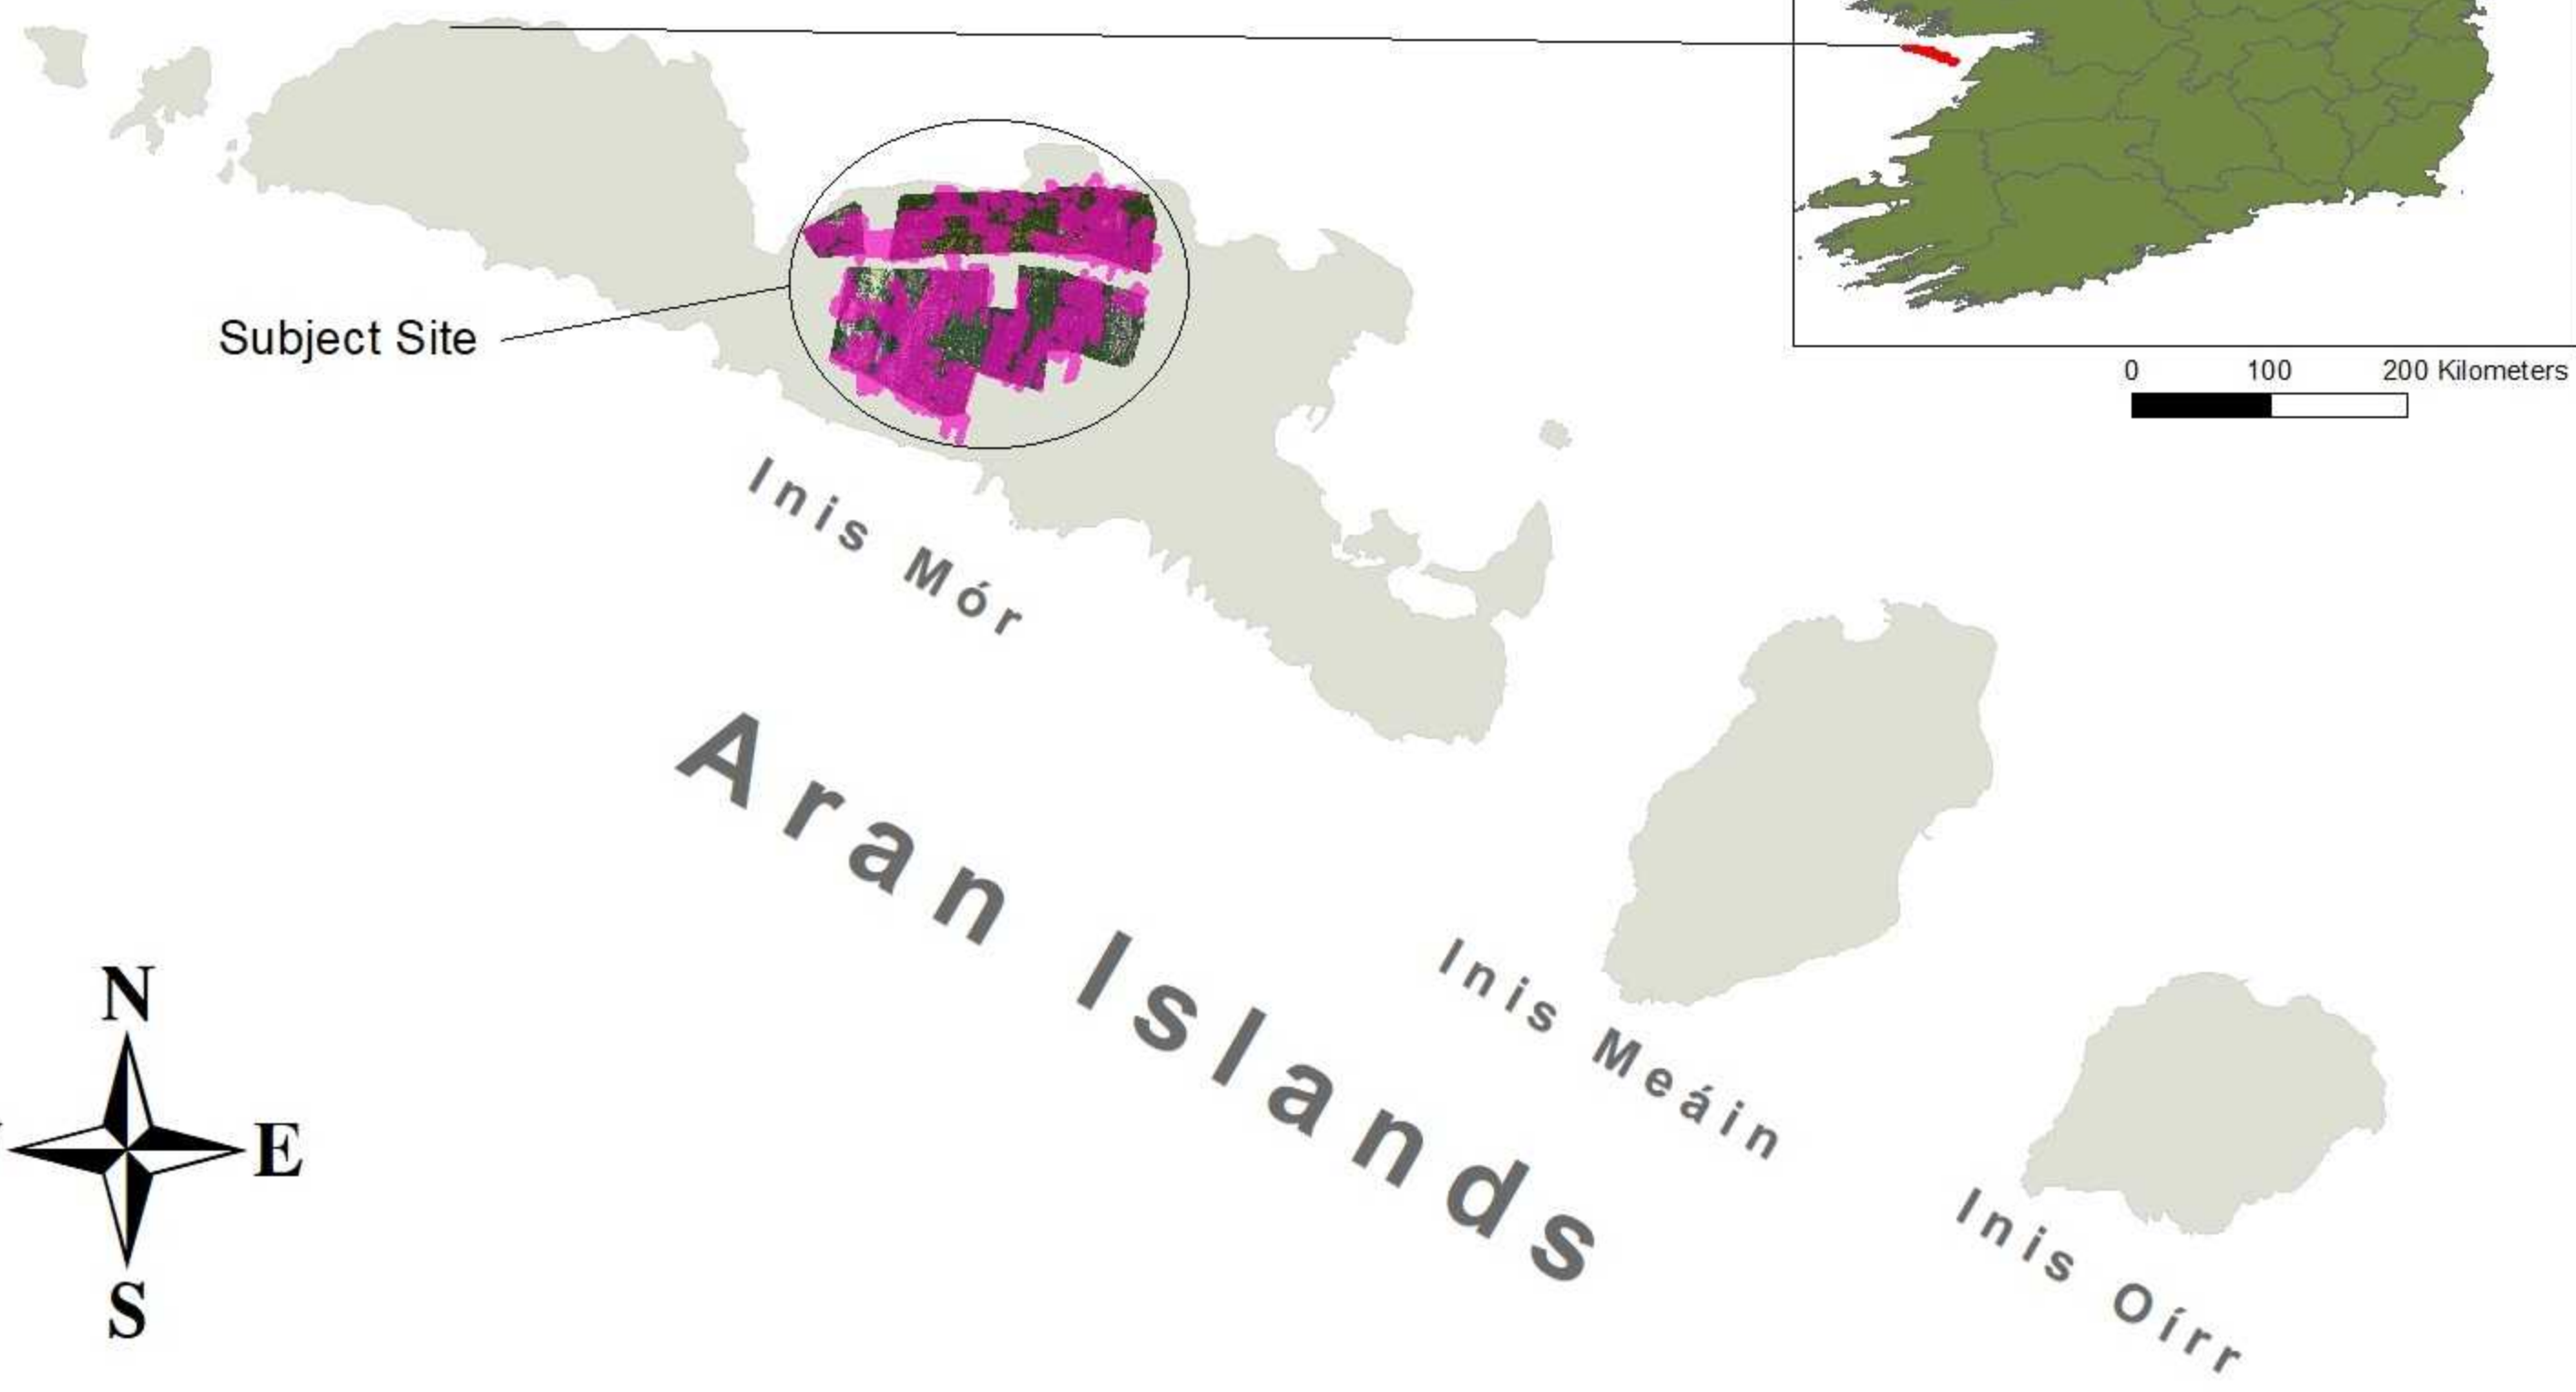 0 100 200 Kilometers
Subject Site
Inis Mór
Aran Islands
Inis Meáin
Inis Oírr
N
E
S